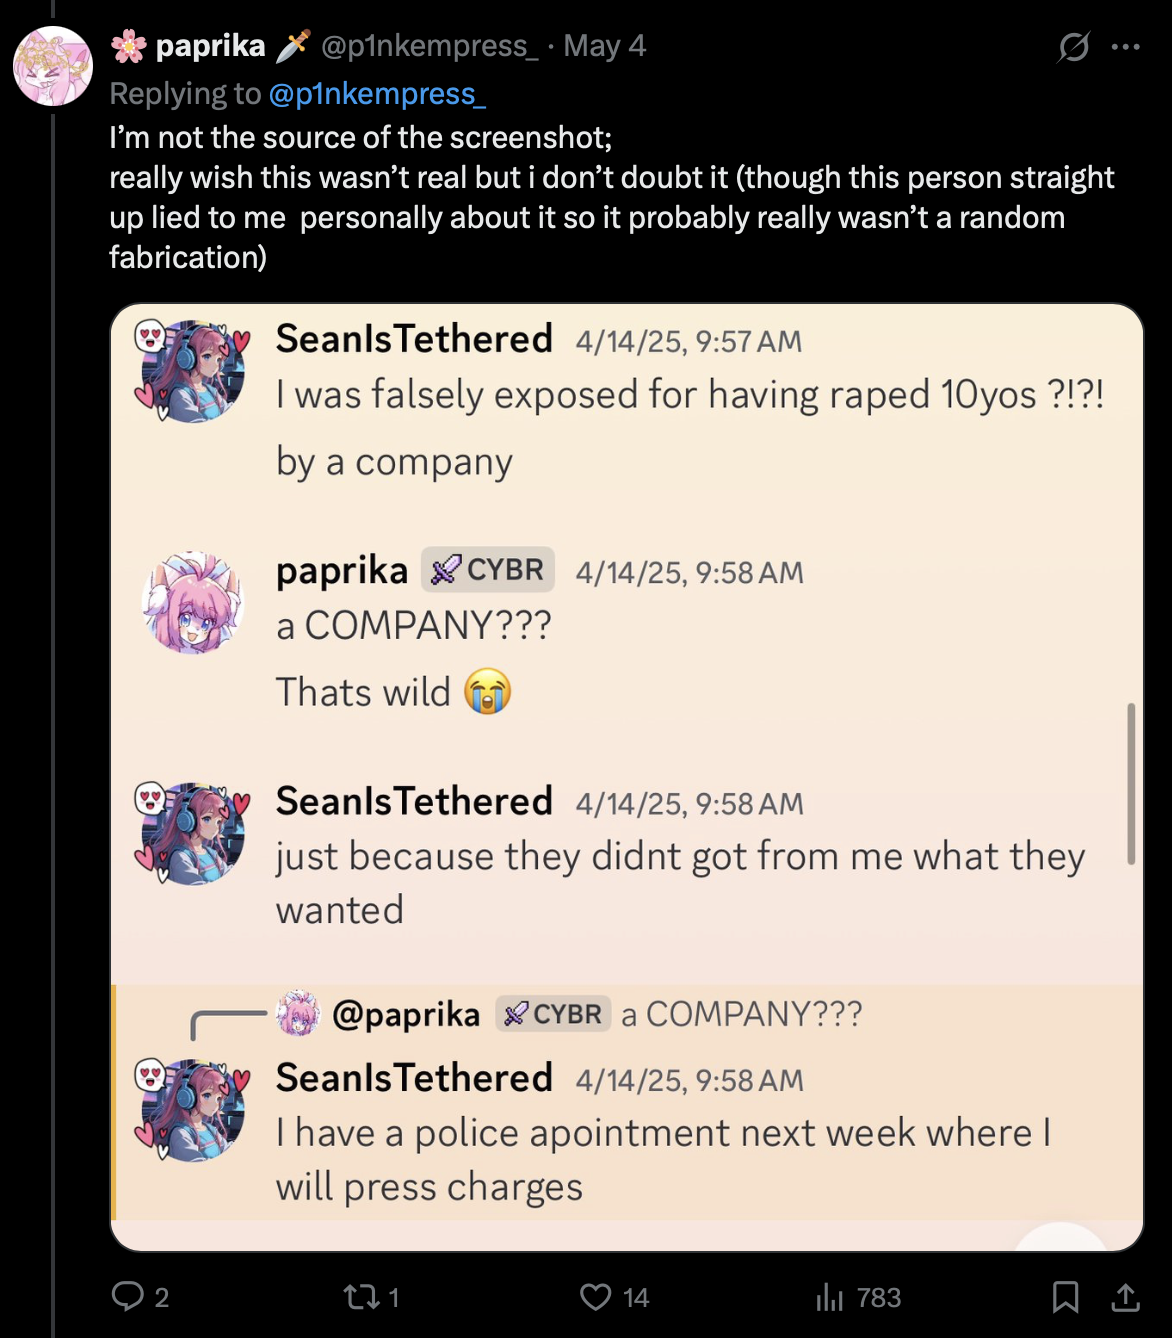 🌸 paprika 🗡️ @p1nkempress_ · May 4
Replying to @p1nkempress_
I'm not the source of the screenshot;
really wish this wasn't real but i don't doubt it (though this person straight
up lied to me  personally about it so it probably really wasn't a random
fabrication)
SeanIsTethered 4/14/25, 9:57 AM
I was falsely exposed for having raped 10yos ?!?!
by a company
paprika CYBR 4/14/25, 9:58 AM
a COMPANY???
Thats wild 😭
SeanIsTethered 4/14/25, 9:58 AM
just because they didnt got from me what they
wanted
@paprika CYBR a COMPANY???
SeanIsTethered 4/14/25, 9:58 AM
I have a police apointment next week where I
will press charges
2 1 14 783